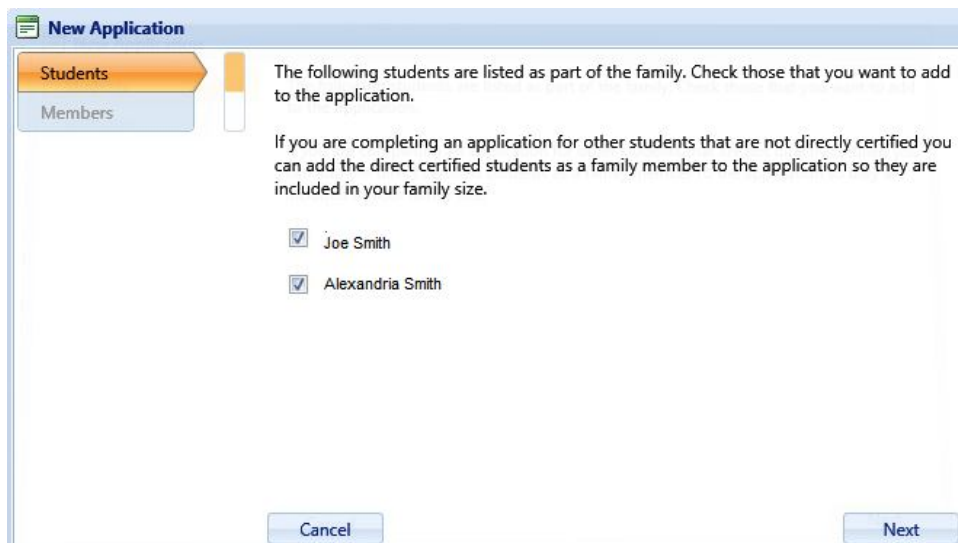 New Application
Students
Members
The following students are listed as part of the family. Check those that you want to add
to the application.
If you are completing an application for other students that are not directly certified you
can add the direct certified students as a family member to the application so they are
included in your family size.
Joe Smith
Alexandria Smith
Cancel
Next